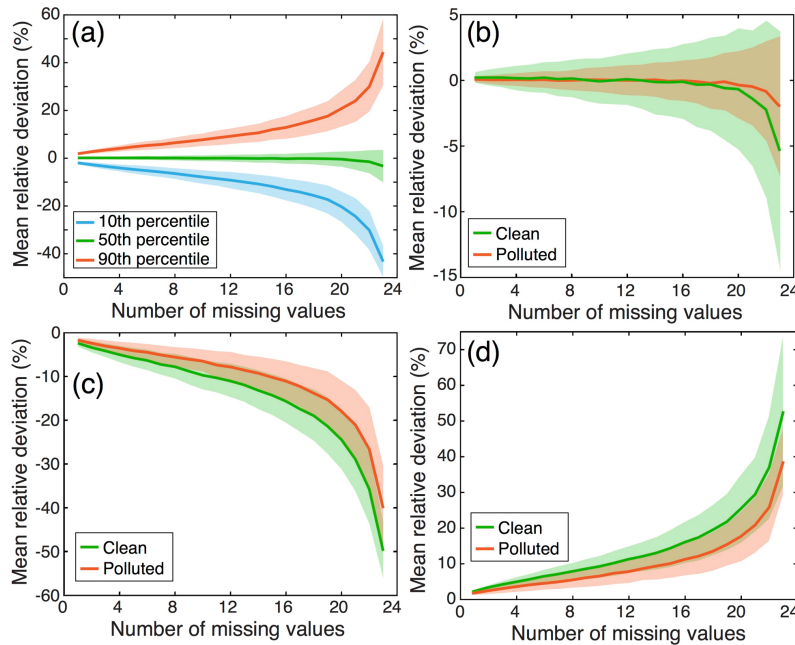 (a)
Mean relative deviation (%)
60
40
20
0
-20
-40
10th percentile
50th percentile
90th percentile
0 4 8 12 16 20 24
Number of missing values
(b)
Mean relative deviation (%)
5
0
-5
-10
-15
Clean
Polluted
0 4 8 12 16 20 24
Number of missing values
(c)
Mean relative deviation (%)
0
-10
-20
-30
-40
-50
-60
Clean
Polluted
0 4 8 12 16 20 24
Number of missing values
(d)
Mean relative deviation (%)
70
60
50
40
30
20
10
0
Clean
Polluted
0 4 8 12 16 20 24
Number of missing values